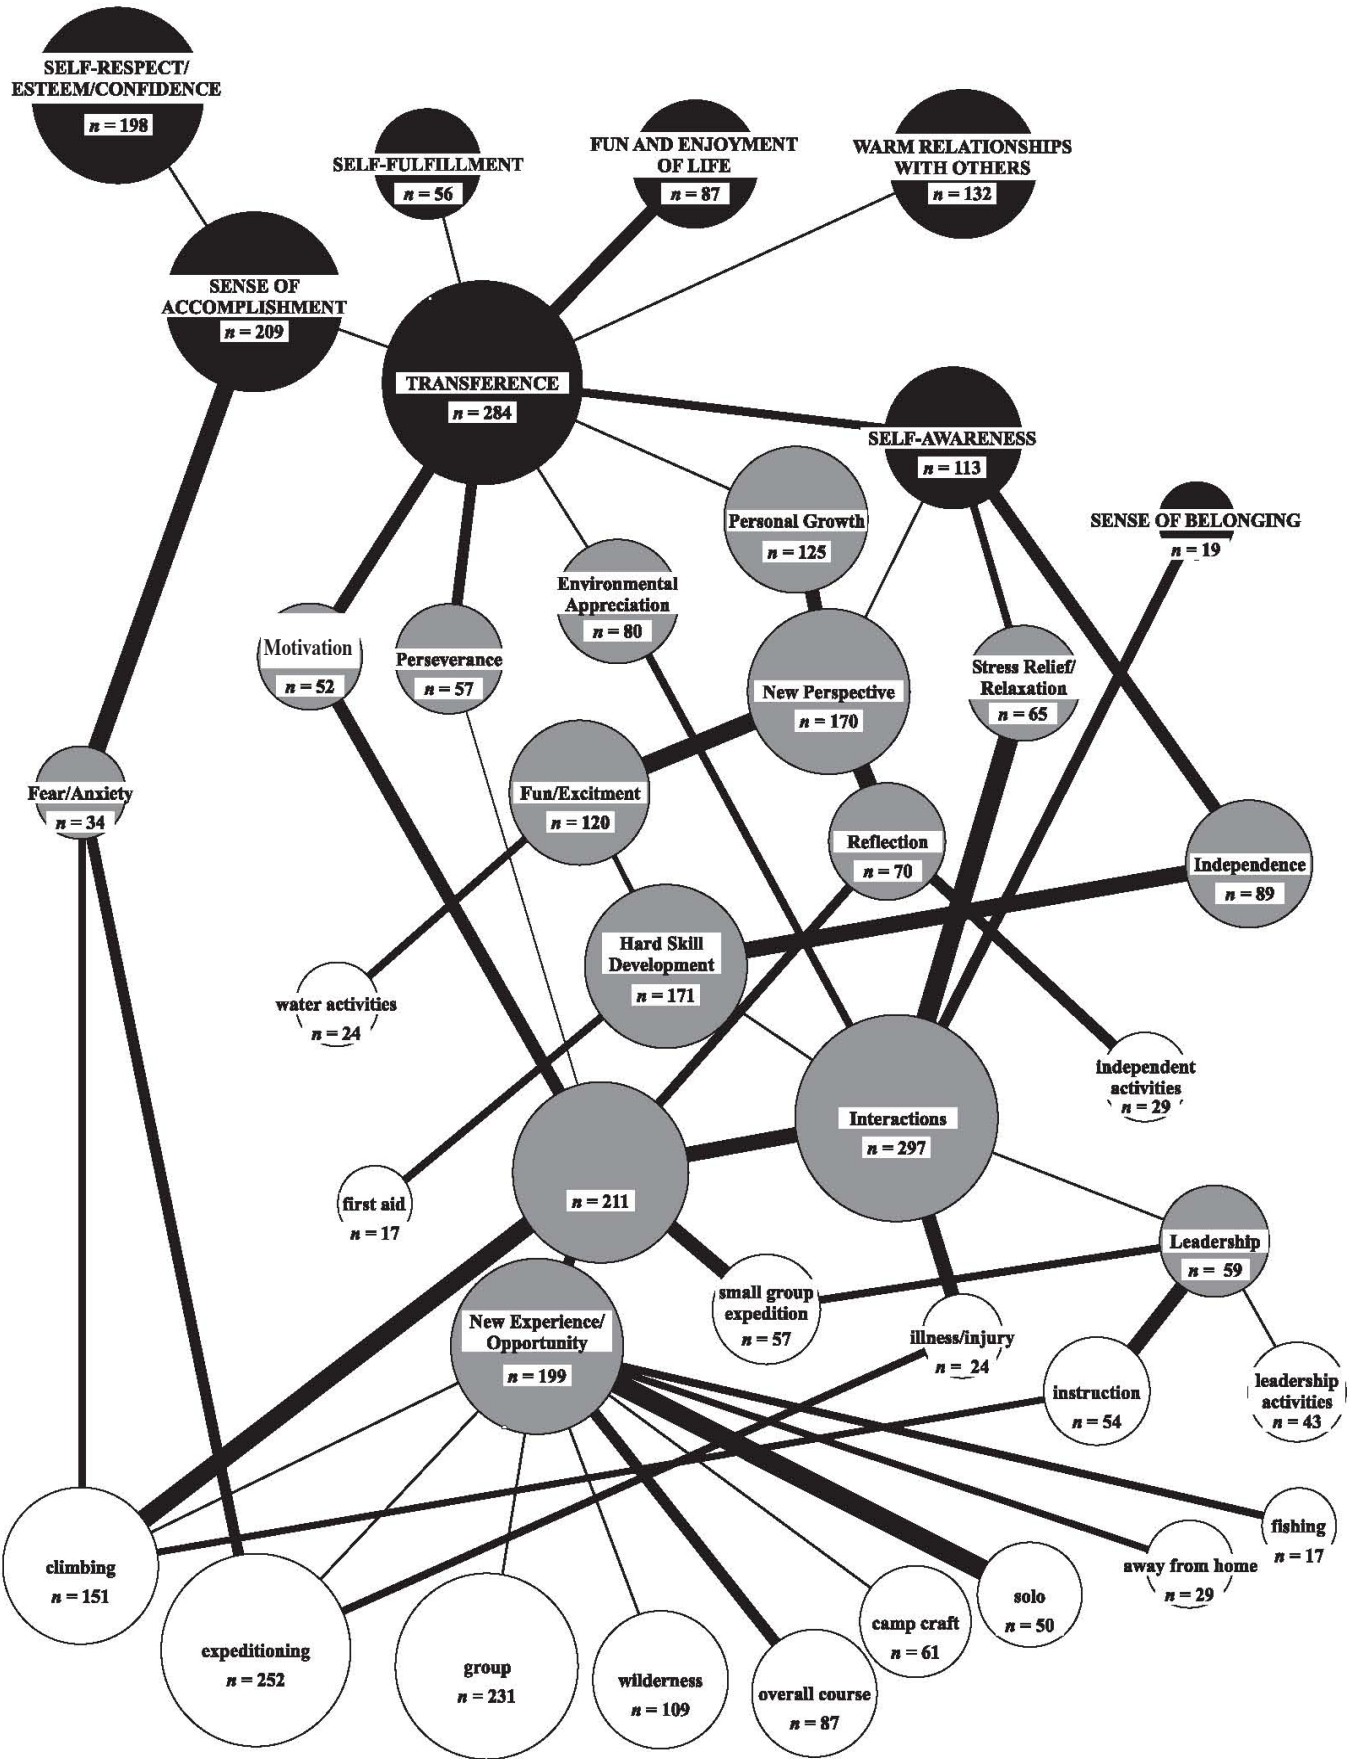 SELF-RESPECT/
ESTEEM/CONFIDENCE
n = 198
SELF-FULFILLMENT
n = 56
FUN AND ENJOYMENT
OF LIFE
n = 87
WARM RELATIONSHIPS
WITH OTHERS
n = 132
SENSE OF
ACCOMPLISHMENT
n = 209
TRANSFERENCE
n = 284
SELF-AWARENESS
n = 113
SENSE OF BELONGING
n = 19
Personal Growth
n = 125
Environmental
Appreciation
n = 80
Motivation
n = 52
Perseverance
n = 57
New Perspective
n = 170
Stress Relief/
Relaxation
n = 65
Fear/Anxiety
n = 34
Fun/Excitment
n = 120
Reflection
n = 70
Independence
n = 89
Hard Skill
Development
n = 171
water activities
n = 24
independent
activities
n = 29
Interactions
n = 297
first aid
n = 17
n = 211
Leadership
n = 59
small group
expedition
n = 57
New Experience/
Opportunity
n = 199
illness/injury
n = 24
instruction
n = 54
leadership
activities
n = 43
climbing
n = 151
fishing
n = 17
away from home
n = 29
solo
n = 50
camp craft
n = 61
expeditioning
n = 252
group
n = 231
wilderness
n = 109
overall course
n = 87